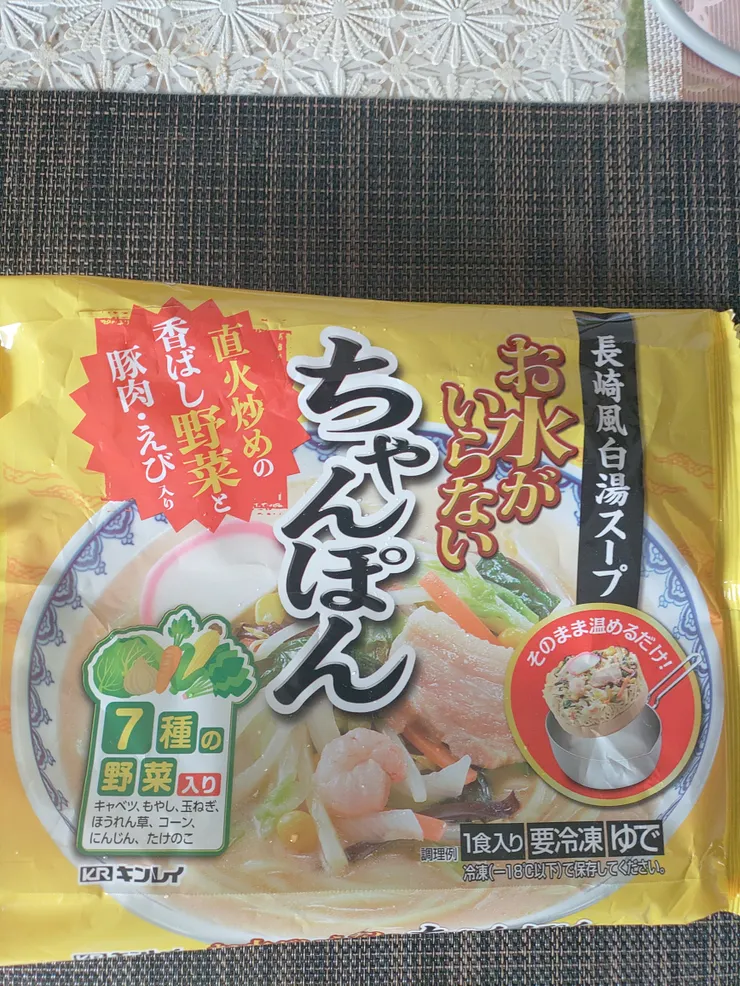 長崎風白湯スープ
お水が
いらない
ちゃんぽん
直火炒めの
香ばし野菜と
豚肉・えび入り
そのまま温めるだけ!
7種の
野菜入り
キャベツ、もやし、玉ねぎ、
ほうれん草、コーン、
にんじん、たけのこ
KR キンレイ
調理例 1食入り 要冷凍 ゆで
冷凍(-18℃以下)で保存してください。